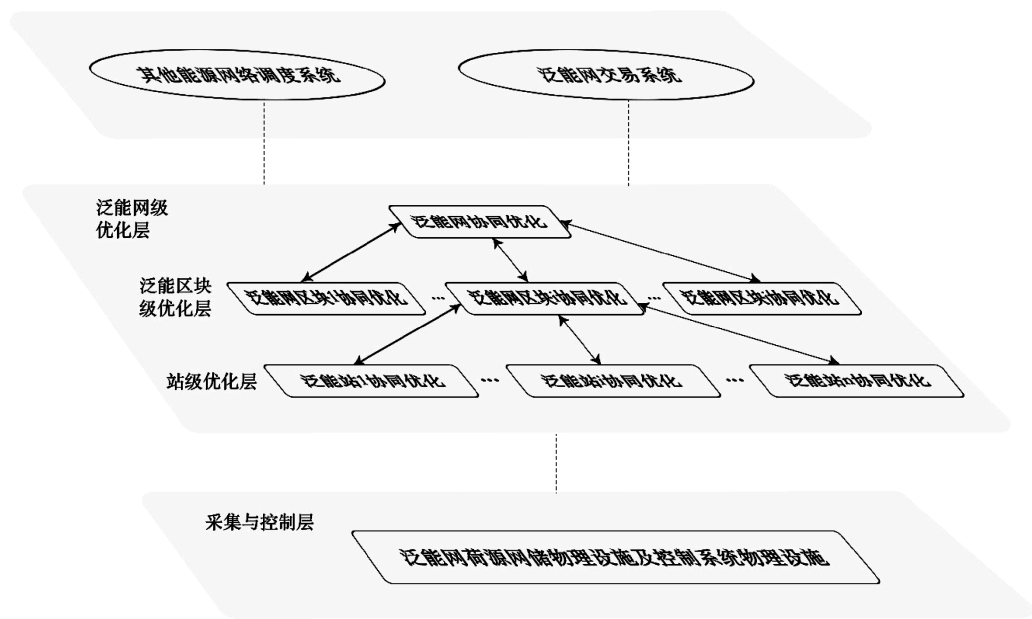 其他能源网络调度系统
泛能网交易系统
泛能网级
优化层
泛能网协同优化
泛能区块
级优化层
泛能网区块1协同优化
…
泛能网区块i协同优化
…
泛能网区块j协同优化
站级优化层
泛能站1协同优化
…
泛能站i协同优化
…
泛能站n协同优化
采集与控制层
泛能网荷源网储物理设施及控制系统物理设施